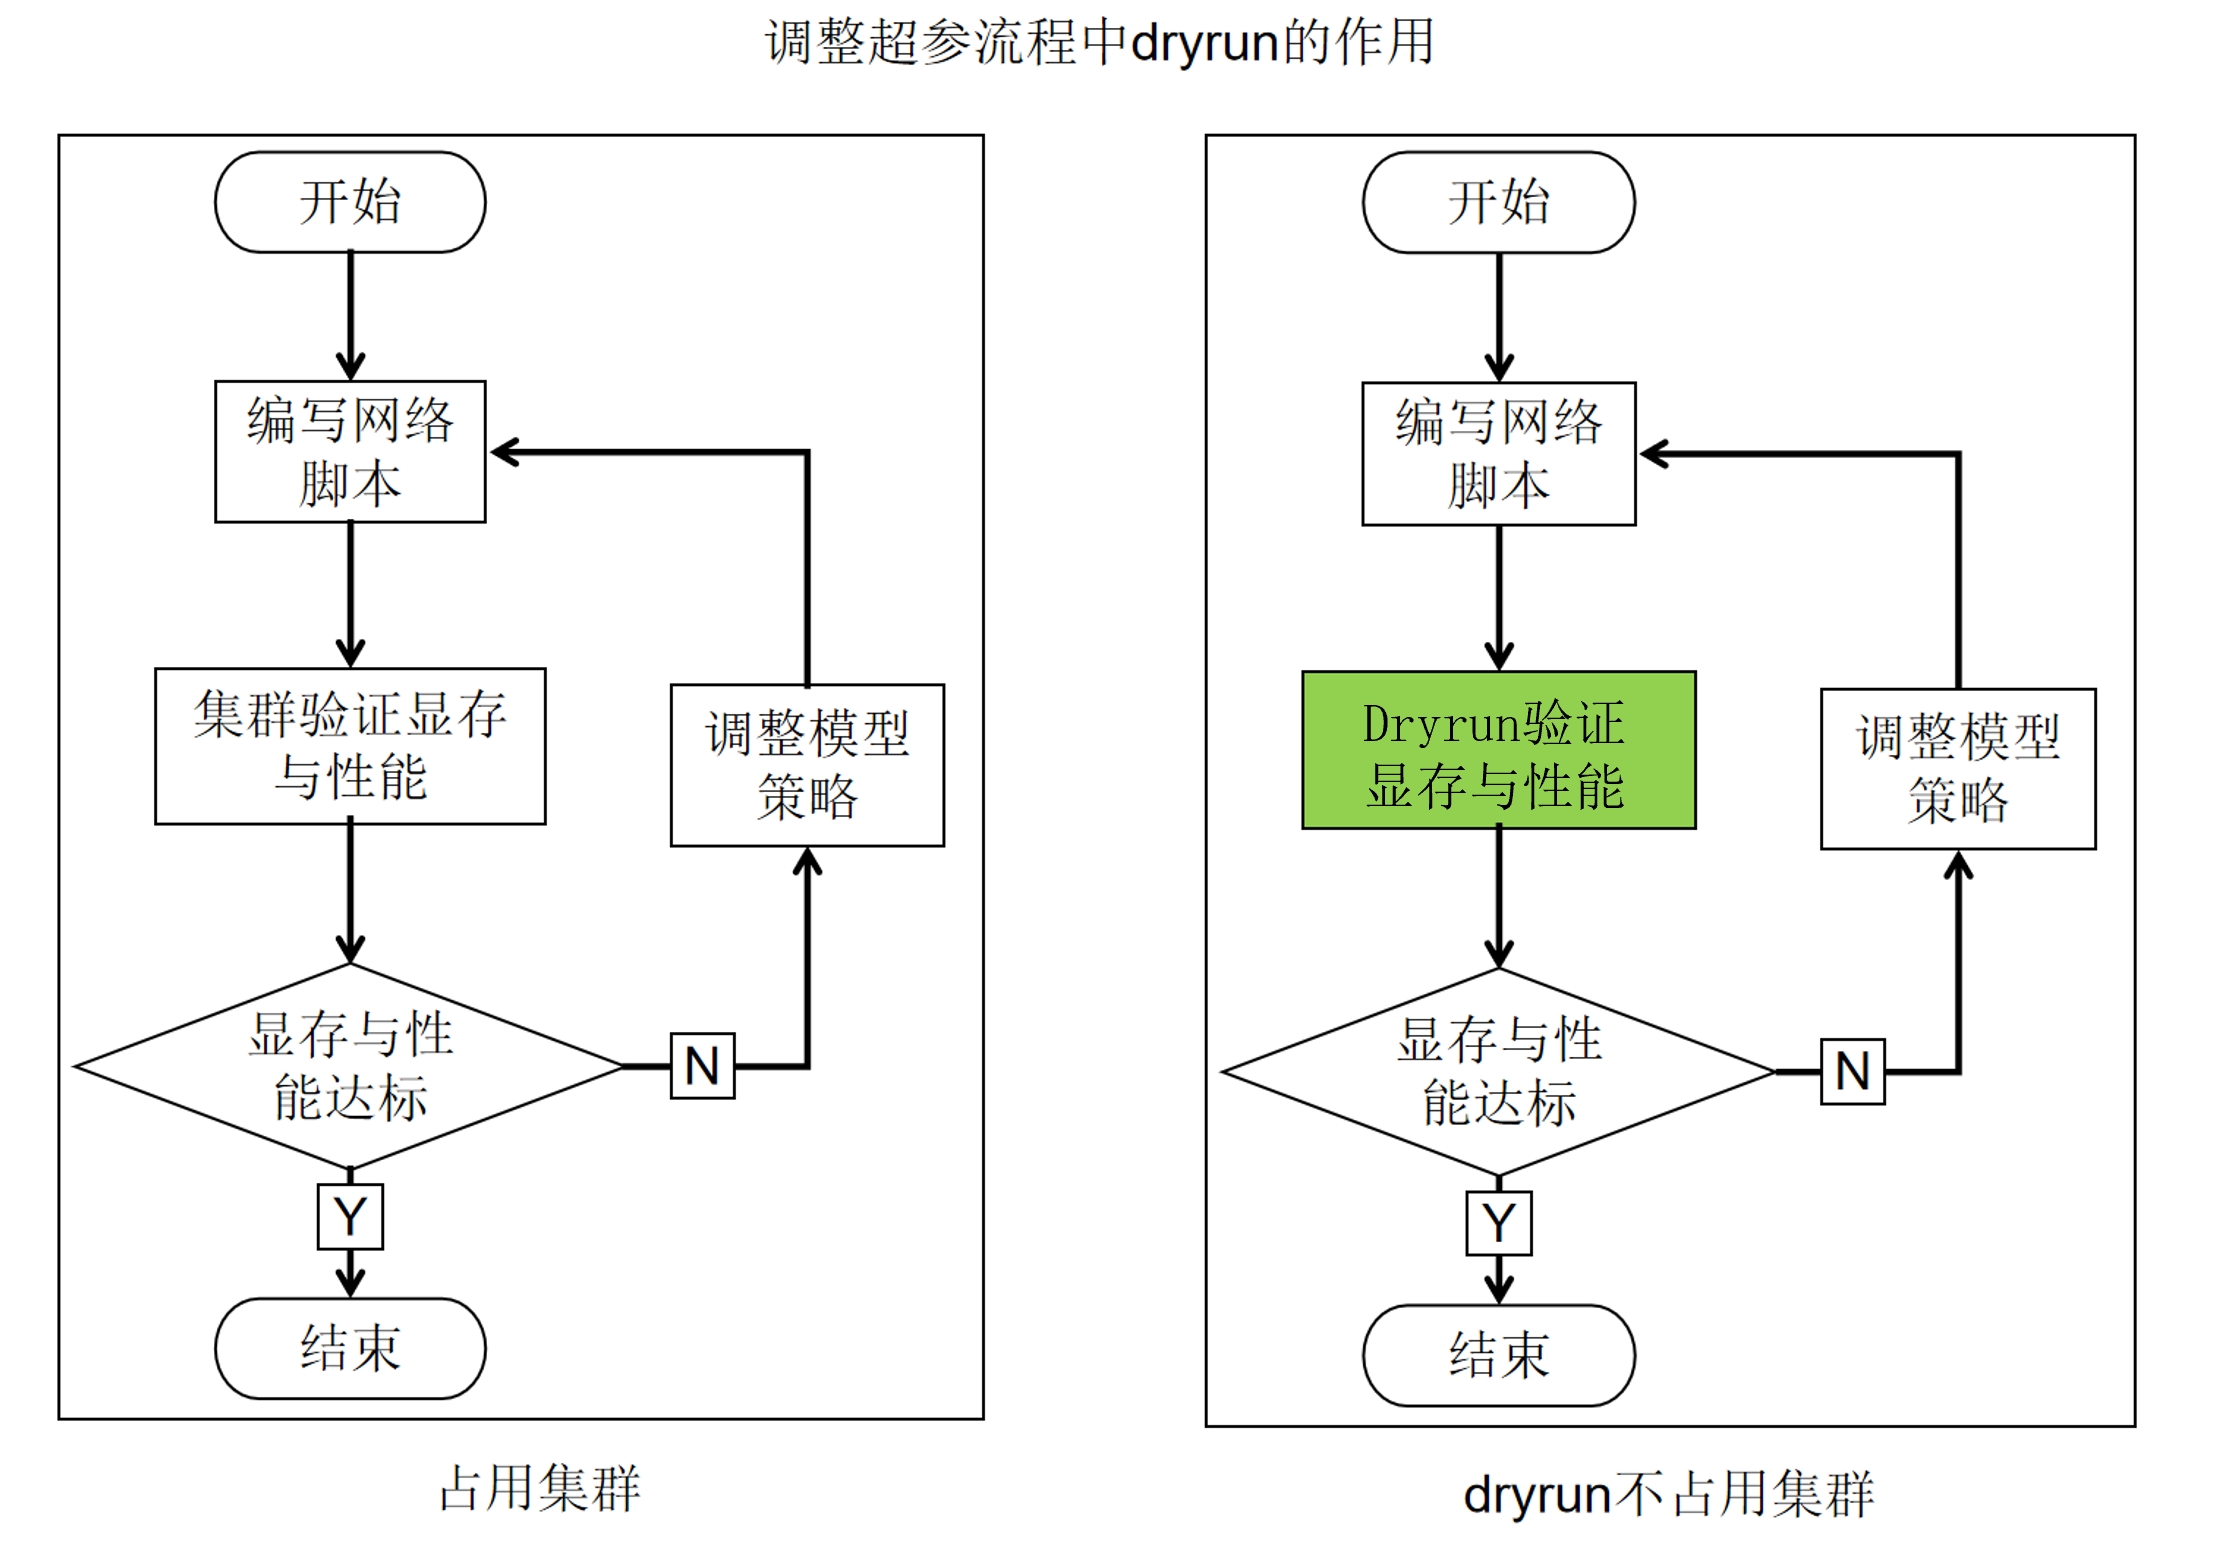 调整超参流程中dryrun的作用
开始
编写网络
脚本
集群验证显存
与性能
调整模型
策略
显存与性
能达标
N
Y
结束
占用集群
开始
编写网络
脚本
Dryrun验证
显存与性能
调整模型
策略
显存与性
能达标
N
Y
结束
dryrun不占用集群